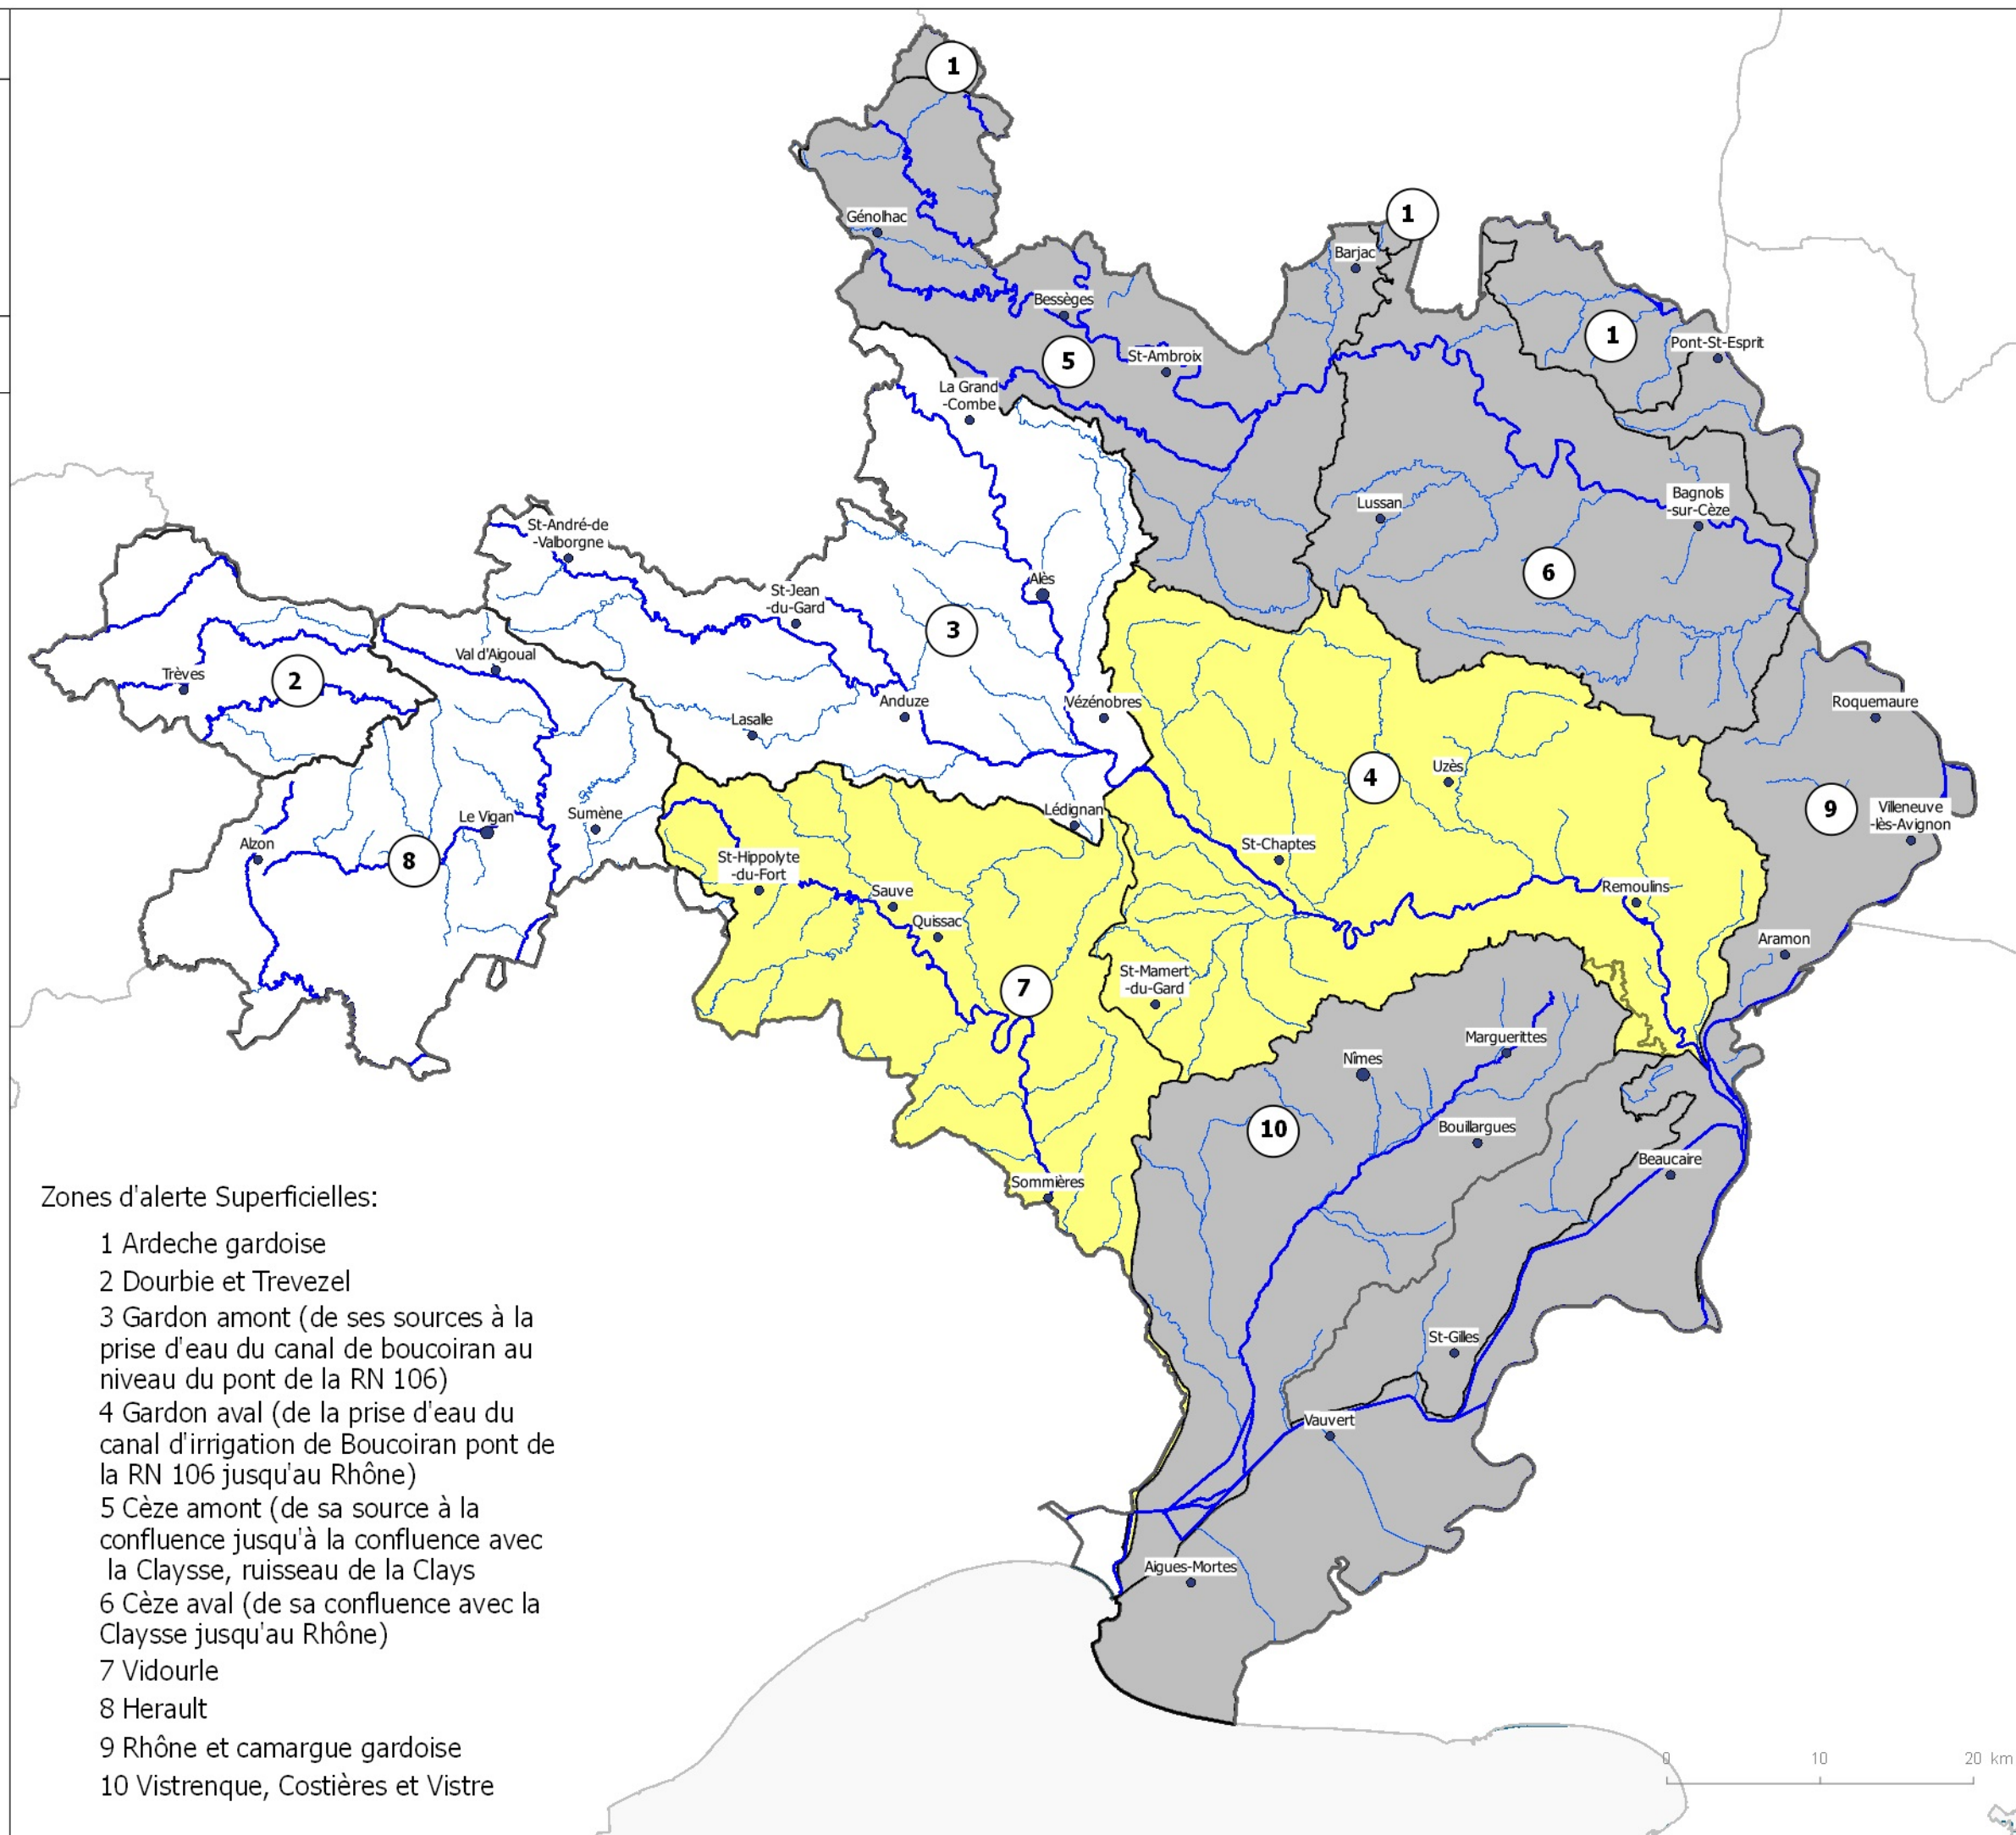 1
1
Génolhac
Barjac
Bessèges
1
Pont-St-Esprit
5
St-Ambroix
La Grand
-Combe
Lussan
Bagnols
-sur-Cèze
St-André-de
-Valborgne
6
Alès
St-Jean
-du-Gard
3
Val d'Aigoual
Trèves
2
Anduze
Vézénobres
Roquemaure
Lasalle
4
Uzès
9
Villeneuve
-lès-Avignon
Lédignan
Le Vigan
Sumène
Alzon
8
St-Chaptes
St-Hippolyte
-du-Fort
Sauve
Remoulins
Quissac
Aramon
St-Mamert
-du-Gard
7
Marguerittes
Nîmes
10
Bouillargues
Beaucaire
Sommières
St-Gilles
Vauvert
Aigues-Mortes
Zones d'alerte Superficielles:
1 Ardeche gardoise
2 Dourbie et Trevezel
3 Gardon amont (de ses sources à la
prise d'eau du canal de boucoiran au
niveau du pont de la RN 106)
4 Gardon aval (de la prise d'eau du
canal d'irrigation de Boucoiran pont de
la RN 106 jusqu'au Rhône)
5 Cèze amont (de sa source à la
confluence jusqu'à la confluence avec
la Claysse, ruisseau de la Clays
6 Cèze aval (de sa confluence avec la
Claysse jusqu'au Rhône)
7 Vidourle
8 Herault
9 Rhône et camargue gardoise
10 Vistrenque, Costières et Vistre
0 10 20 km